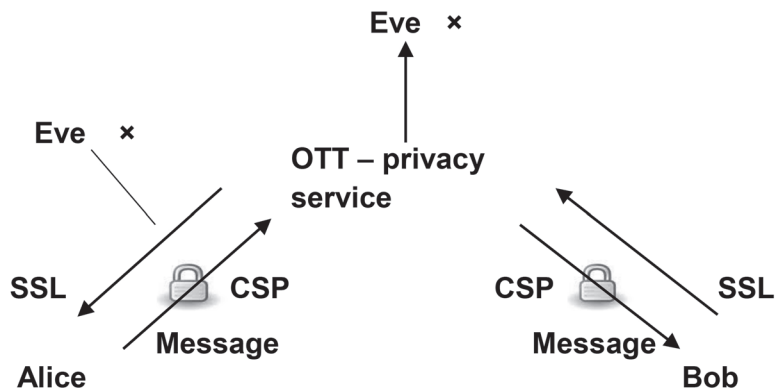 Eve ×
Eve ×
OTT – privacy
service
SSL
CSP
CSP
SSL
Message
Message
Alice
Bob